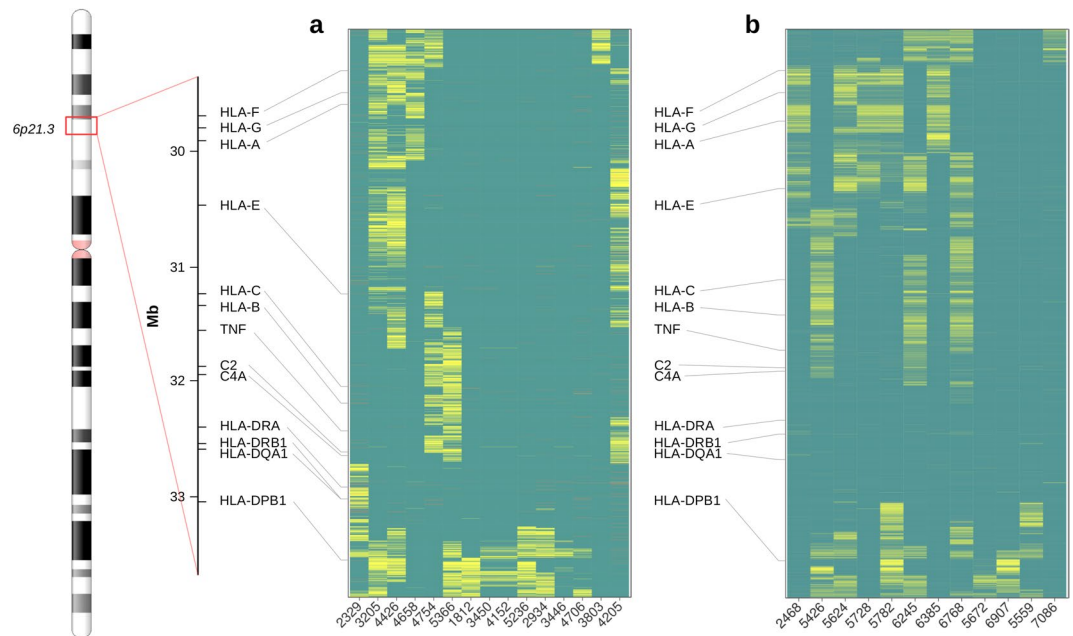 a
b
6p21.3
Mb
30
31
32
33
HLA-F
HLA-G
HLA-A
HLA-E
HLA-C
HLA-B
TNF
C2
C4A
HLA-DRA
HLA-DRB1
HLA-DQA1
HLA-DPB1
2329 3205 4426 4658 4754 5366 1812 3450 4152 5236 2934 3446 4706 3803 4205
HLA-F
HLA-G
HLA-A
HLA-E
HLA-C
HLA-B
TNF
C2
C4A
HLA-DRA
HLA-DRB1
HLA-DQA1
HLA-DPB1
2468 5426 5624 5728 5782 6245 6385 6768 5672 6907 5559 7086